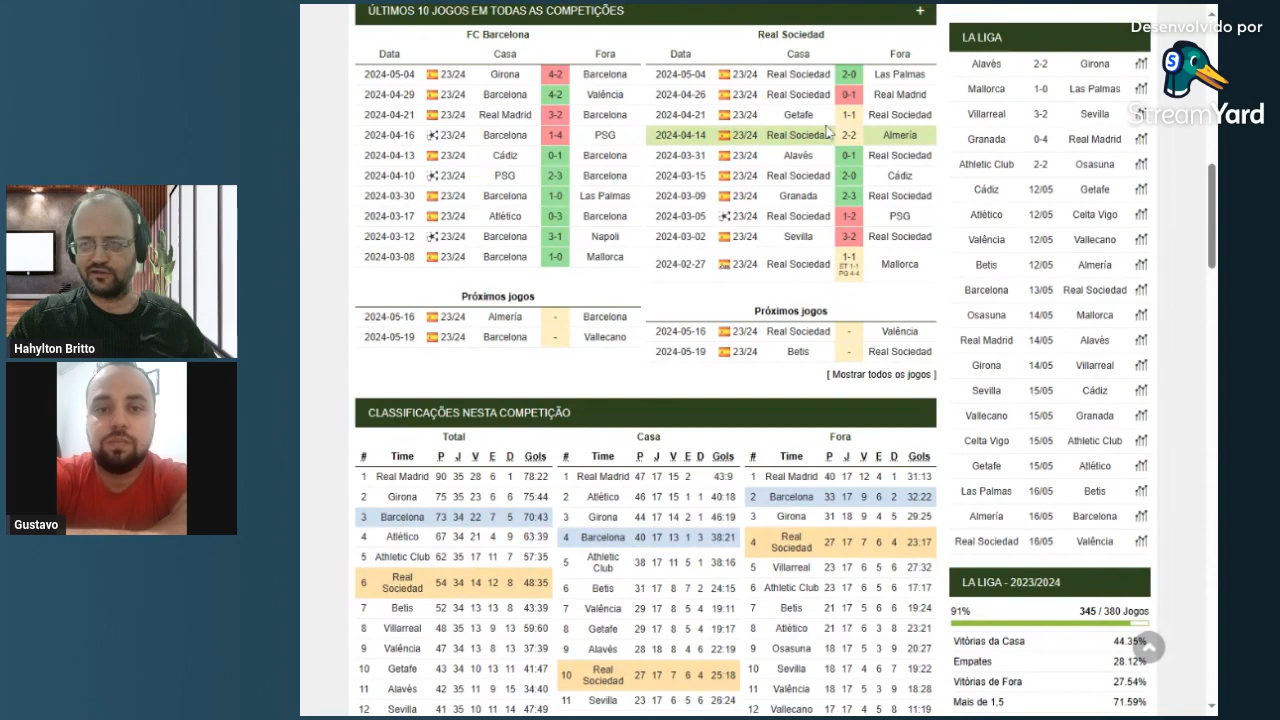 Desenvolvido por
StreamYard
Hahylton Britto
Gustavo
ÚLTIMOS 10 JOGOS EM TODAS AS COMPETIÇÕES +
FC Barcelona
Data Casa Fora
2024-05-04 23/24 Girona 4-2 Barcelona
2024-04-29 23/24 Barcelona 4-2 Valência
2024-04-21 23/24 Real Madrid 3-2 Barcelona
2024-04-16 23/24 Barcelona 1-4 PSG
2024-04-13 23/24 Cádiz 0-1 Barcelona
2024-04-10 23/24 PSG 2-3 Barcelona
2024-03-30 23/24 Barcelona 1-0 Las Palmas
2024-03-17 23/24 Atlético 0-3 Barcelona
2024-03-12 23/24 Barcelona 3-1 Napoli
2024-03-08 23/24 Barcelona 1-0 Mallorca
Próximos jogos
2024-05-16 23/24 Almería - Barcelona
2024-05-19 23/24 Barcelona - Vallecano
Real Sociedad
Data Casa Fora
2024-05-04 23/24 Real Sociedad 2-0 Las Palmas
2024-04-26 23/24 Real Sociedad 0-1 Real Madrid
2024-04-21 23/24 Getafe 1-1 Real Sociedad
2024-04-14 23/24 Real Sociedad 2-2 Almería
2024-03-31 23/24 Alavés 0-1 Real Sociedad
2024-03-15 23/24 Real Sociedad 2-0 Cádiz
2024-03-09 23/24 Granada 2-3 Real Sociedad
2024-03-05 23/24 Real Sociedad 1-2 PSG
2024-03-02 23/24 Sevilla 3-2 Real Sociedad
2024-02-27 23/24 Real Sociedad 1-1 Mallorca
ET 1-1
PG 4-4
Próximos jogos
2024-05-16 23/24 Real Sociedad - Valência
2024-05-19 23/24 Betis - Real Sociedad
[ Mostrar todos os jogos ]
CLASSIFICAÇÕES NESTA COMPETIÇÃO
Total
# Time P J V E D Gols
1 Real Madrid 90 35 28 6 1 78:22
2 Girona 75 35 23 6 6 75:44
3 Barcelona 73 34 22 7 5 70:43
4 Atlético 67 34 21 4 9 63:39
5 Athletic Club 62 35 17 11 7 57:35
6 Real Sociedad 54 34 14 12 8 48:35
7 Betis 52 34 13 13 8 43:39
8 Villarreal 48 35 13 9 13 59:60
9 Valência 47 34 13 8 13 37:39
10 Getafe 43 34 10 13 11 41:47
11 Alavés 42 35 11 9 15 34:40
12 Sevilla 41 35 10 11 14 47:49
Casa
# Time P J V E D Gols
1 Real Madrid 47 17 15 2 43:9
2 Atlético 46 17 15 1 1 40:18
3 Girona 44 17 14 2 1 46:19
4 Barcelona 40 17 13 1 3 38:21
5 Athletic Club 38 17 11 5 1 38:16
6 Betis 31 17 8 7 2 24:15
7 Valência 29 17 8 5 4 19:11
8 Getafe 29 17 8 5 4 19:17
9 Alavés 28 18 8 4 6 22:19
10 Real Sociedad 27 17 7 6 4 25:18
11 Sevilla 23 17 6 5 6 26:24
Fora
# Time P J V E D Gols
1 Real Madrid 40 17 12 4 1 31:13
2 Barcelona 33 17 9 6 2 32:22
3 Girona 31 18 9 4 5 29:25
4 Real Sociedad 27 17 7 6 4 23:17
5 Villarreal 23 17 6 5 6 27:32
6 Athletic Club 23 17 6 5 6 17:17
7 Betis 21 17 5 6 6 19:24
8 Atlético 21 17 6 3 8 23:21
9 Osasuna 18 17 5 3 9 20:27
10 Sevilla 18 17 4 6 7 19:22
11 Valência 18 17 5 3 9 18:28
12 Vallecano 17 17 4 5 8 11:19
LA LIGA
Alavés 2-2 Girona
Mallorca 1-0 Las Palmas
Villarreal 3-2 Sevilla
Granada 0-4 Real Madrid
Athletic Club 2-2 Osasuna
Cádiz 12/05 Getafe
Atlético 12/05 Celta Vigo
Valência 12/05 Vallecano
Betis 12/05 Almería
Barcelona 13/05 Real Sociedad
Osasuna 14/05 Mallorca
Real Madrid 14/05 Alavés
Girona 14/05 Villarreal
Sevilla 15/05 Cádiz
Vallecano 15/05 Granada
Celta Vigo 15/05 Athletic Club
Getafe 15/05 Atlético
Las Palmas 16/05 Betis
Almería 16/05 Barcelona
Real Sociedad 16/05 Valência
LA LIGA - 2023/2024
91% 345 / 380 Jogos
Vitórias da Casa 44.35%
Empates 28.12%
Vitórias de Fora 27.54%
Mais de 1,5 71.59%